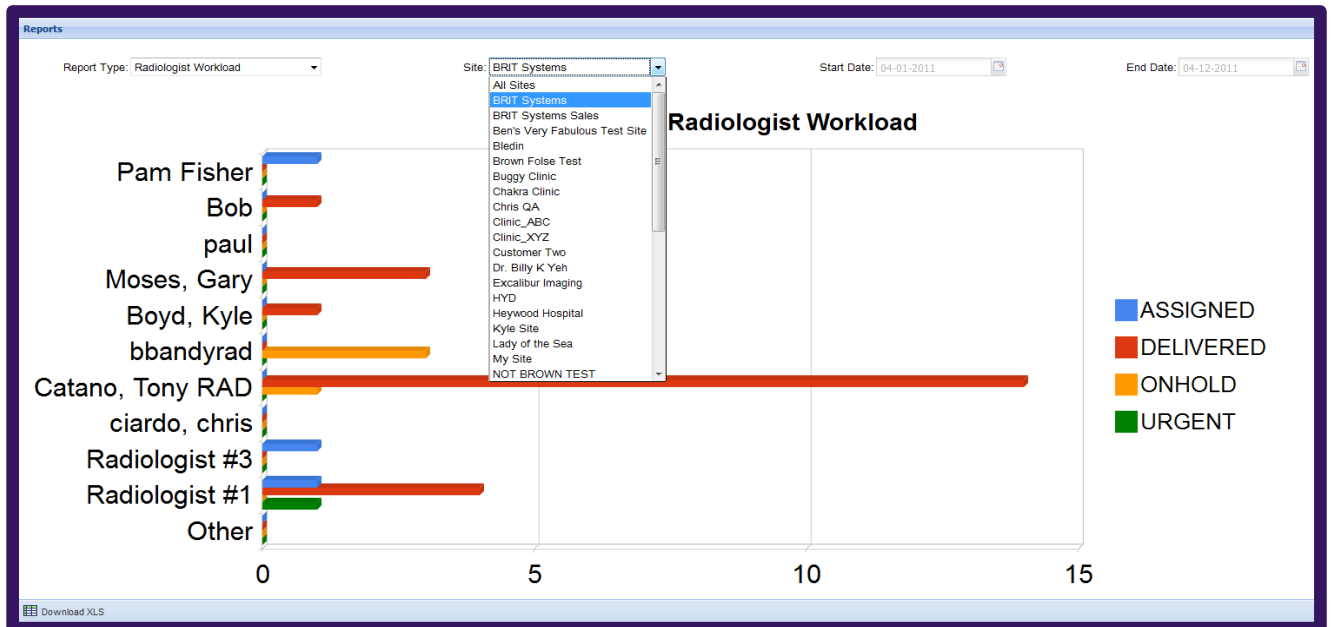 Reports
Report Type: Radiologist Workload Site: BRIT Systems Start Date: 04-01-2011 End Date: 04-12-2011
All Sites
BRIT Systems
BRIT Systems Sales
Ben's Very Fabulous Test Site
Bledin
Brown Folse Test
Buggy Clinic
Chakra Clinic
Chris QA
Clinic_ABC
Clinic_XYZ
Customer Two
Dr. Billy K Yeh
Excalibur Imaging
HYD
Heywood Hospital
Kyle Site
Lady of the Sea
My Site
NOT BROWN TEST
Radiologist Workload
Pam Fisher
Bob
paul
Moses, Gary
Boyd, Kyle
bbandyrad
Catano, Tony RAD
ciardo, chris
Radiologist #3
Radiologist #1
Other
0 5 10 15
ASSIGNED
DELIVERED
ONHOLD
URGENT
Download XLS